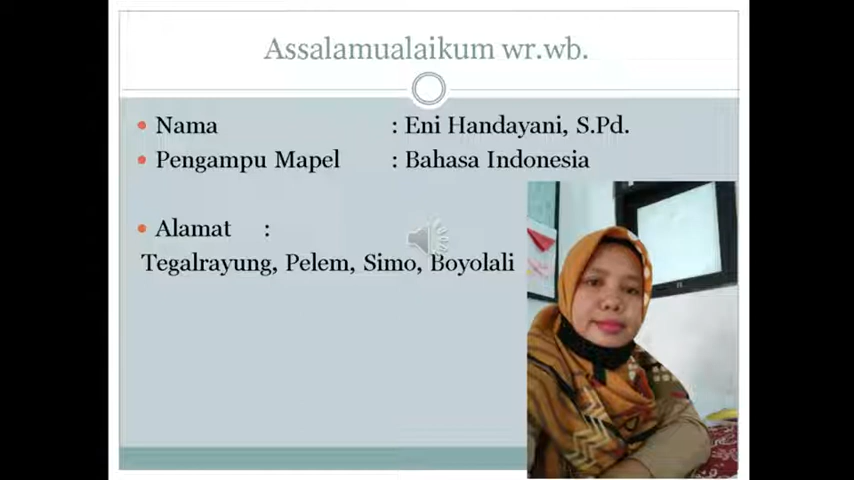 Assalamualaikum wr.wb.
• Nama : Eni Handayani, S.Pd.
• Pengampu Mapel : Bahasa Indonesia
• Alamat :
Tegalrayung, Pelem, Simo, Boyolali